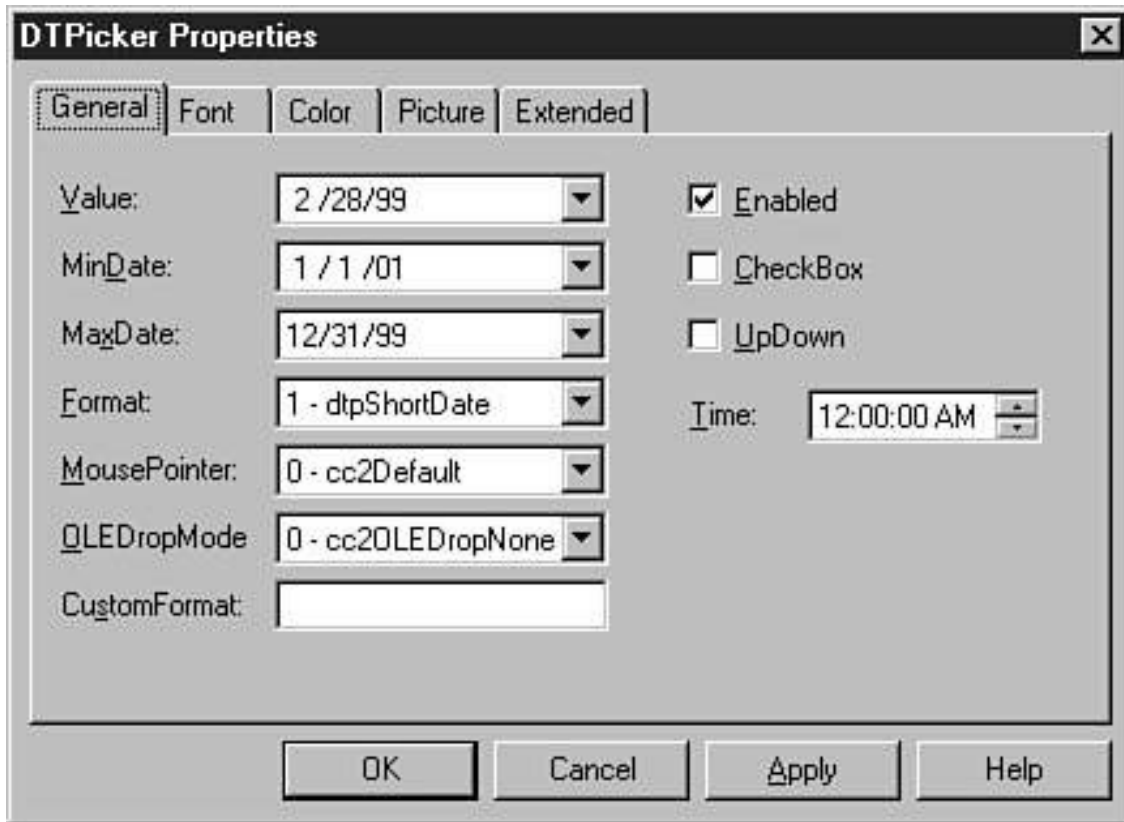 DTPicker Properties
General Font Color Picture Extended
Value: 2 /28/99 Enabled
MinDate: 1 / 1 /01 CheckBox
MaxDate: 12/31/99 UpDown
Format: 1 - dtpShortDate Time: 12:00:00 AM
MousePointer: 0 - cc2Default
OLEDropMode 0 - cc2OLEDropNone
CustomFormat:
OK Cancel Apply Help